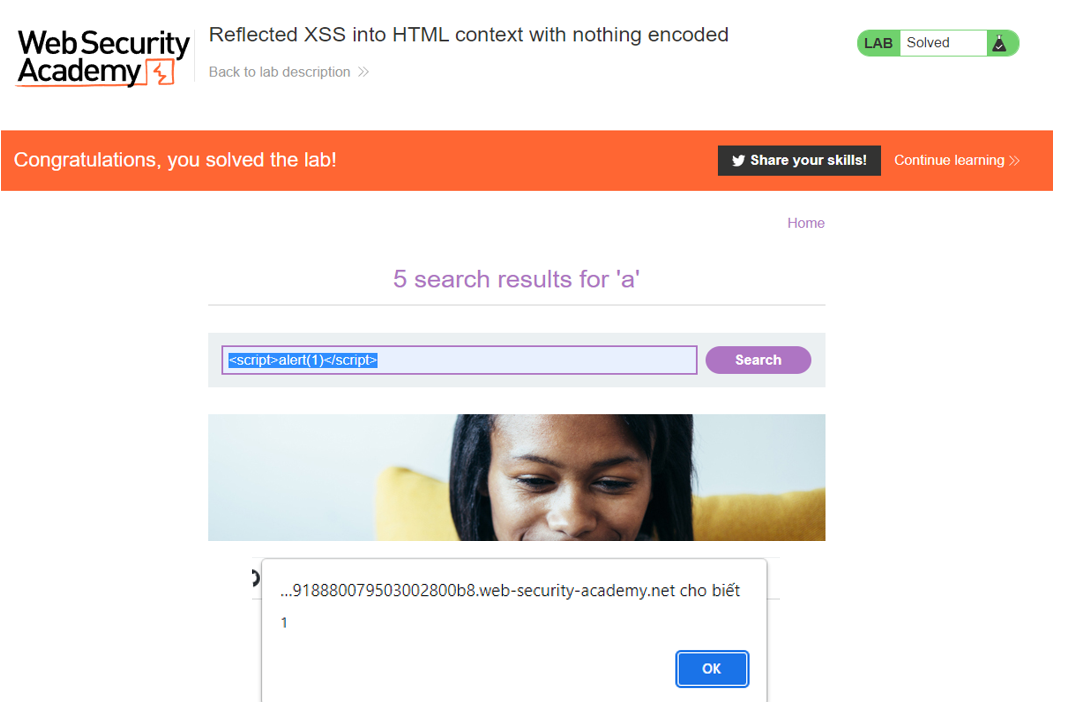 Web Security
Academy
Reflected XSS into HTML context with nothing encoded
Back to lab description
LAB Solved
Congratulations, you solved the lab!
Share your skills!
Continue learning
Home
5 search results for 'a'
<script>alert(1)</script>
Search
...918880079503002800b8.web-security-academy.net cho biết
1
OK